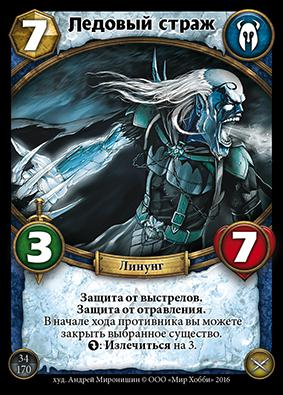 7
Ледовый страж
3
Линунг
7
Защита от выстрелов.
Защита от отравления.
В начале хода противника вы можете
закрыть выбранное существо.
: Излечиться на 3.
34
170
худ. Андрей Миронишин © ООО «Мир Хобби» 2016